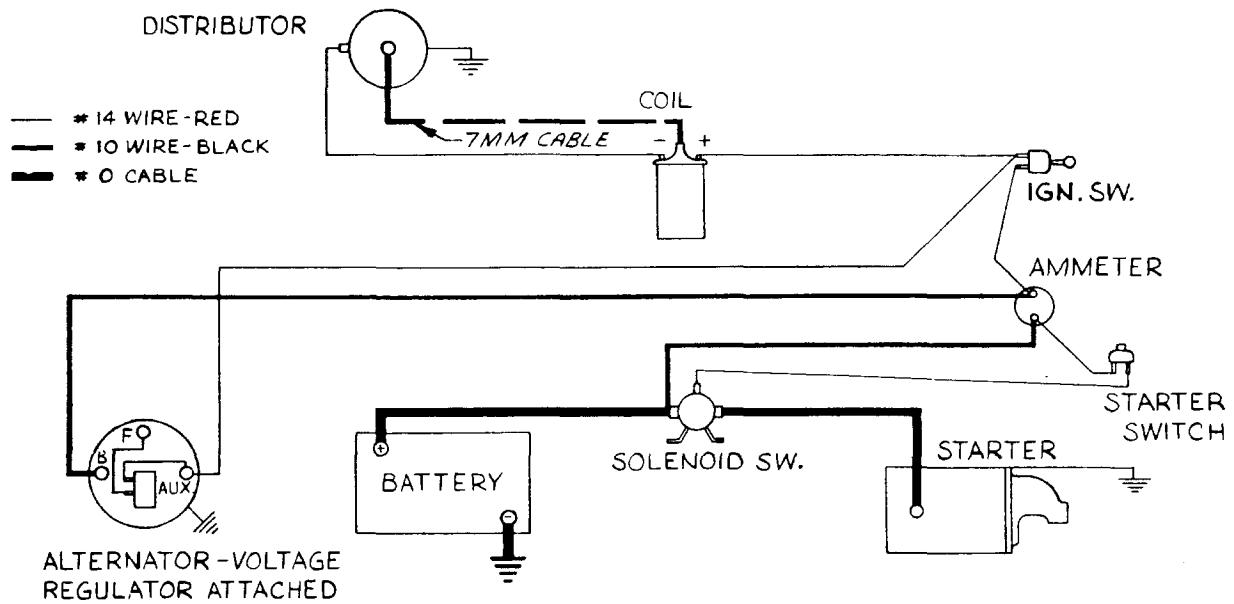 DISTRIBUTOR
# 14 WIRE-RED
# 10 WIRE-BLACK
# 0 CABLE
COIL
- +
7MM CABLE
IGN. SW.
AMMETER
STARTER
SWITCH
F
B
AUX.
+
BATTERY
-
SOLENOID SW.
STARTER
ALTERNATOR-VOLTAGE
REGULATOR ATTACHED